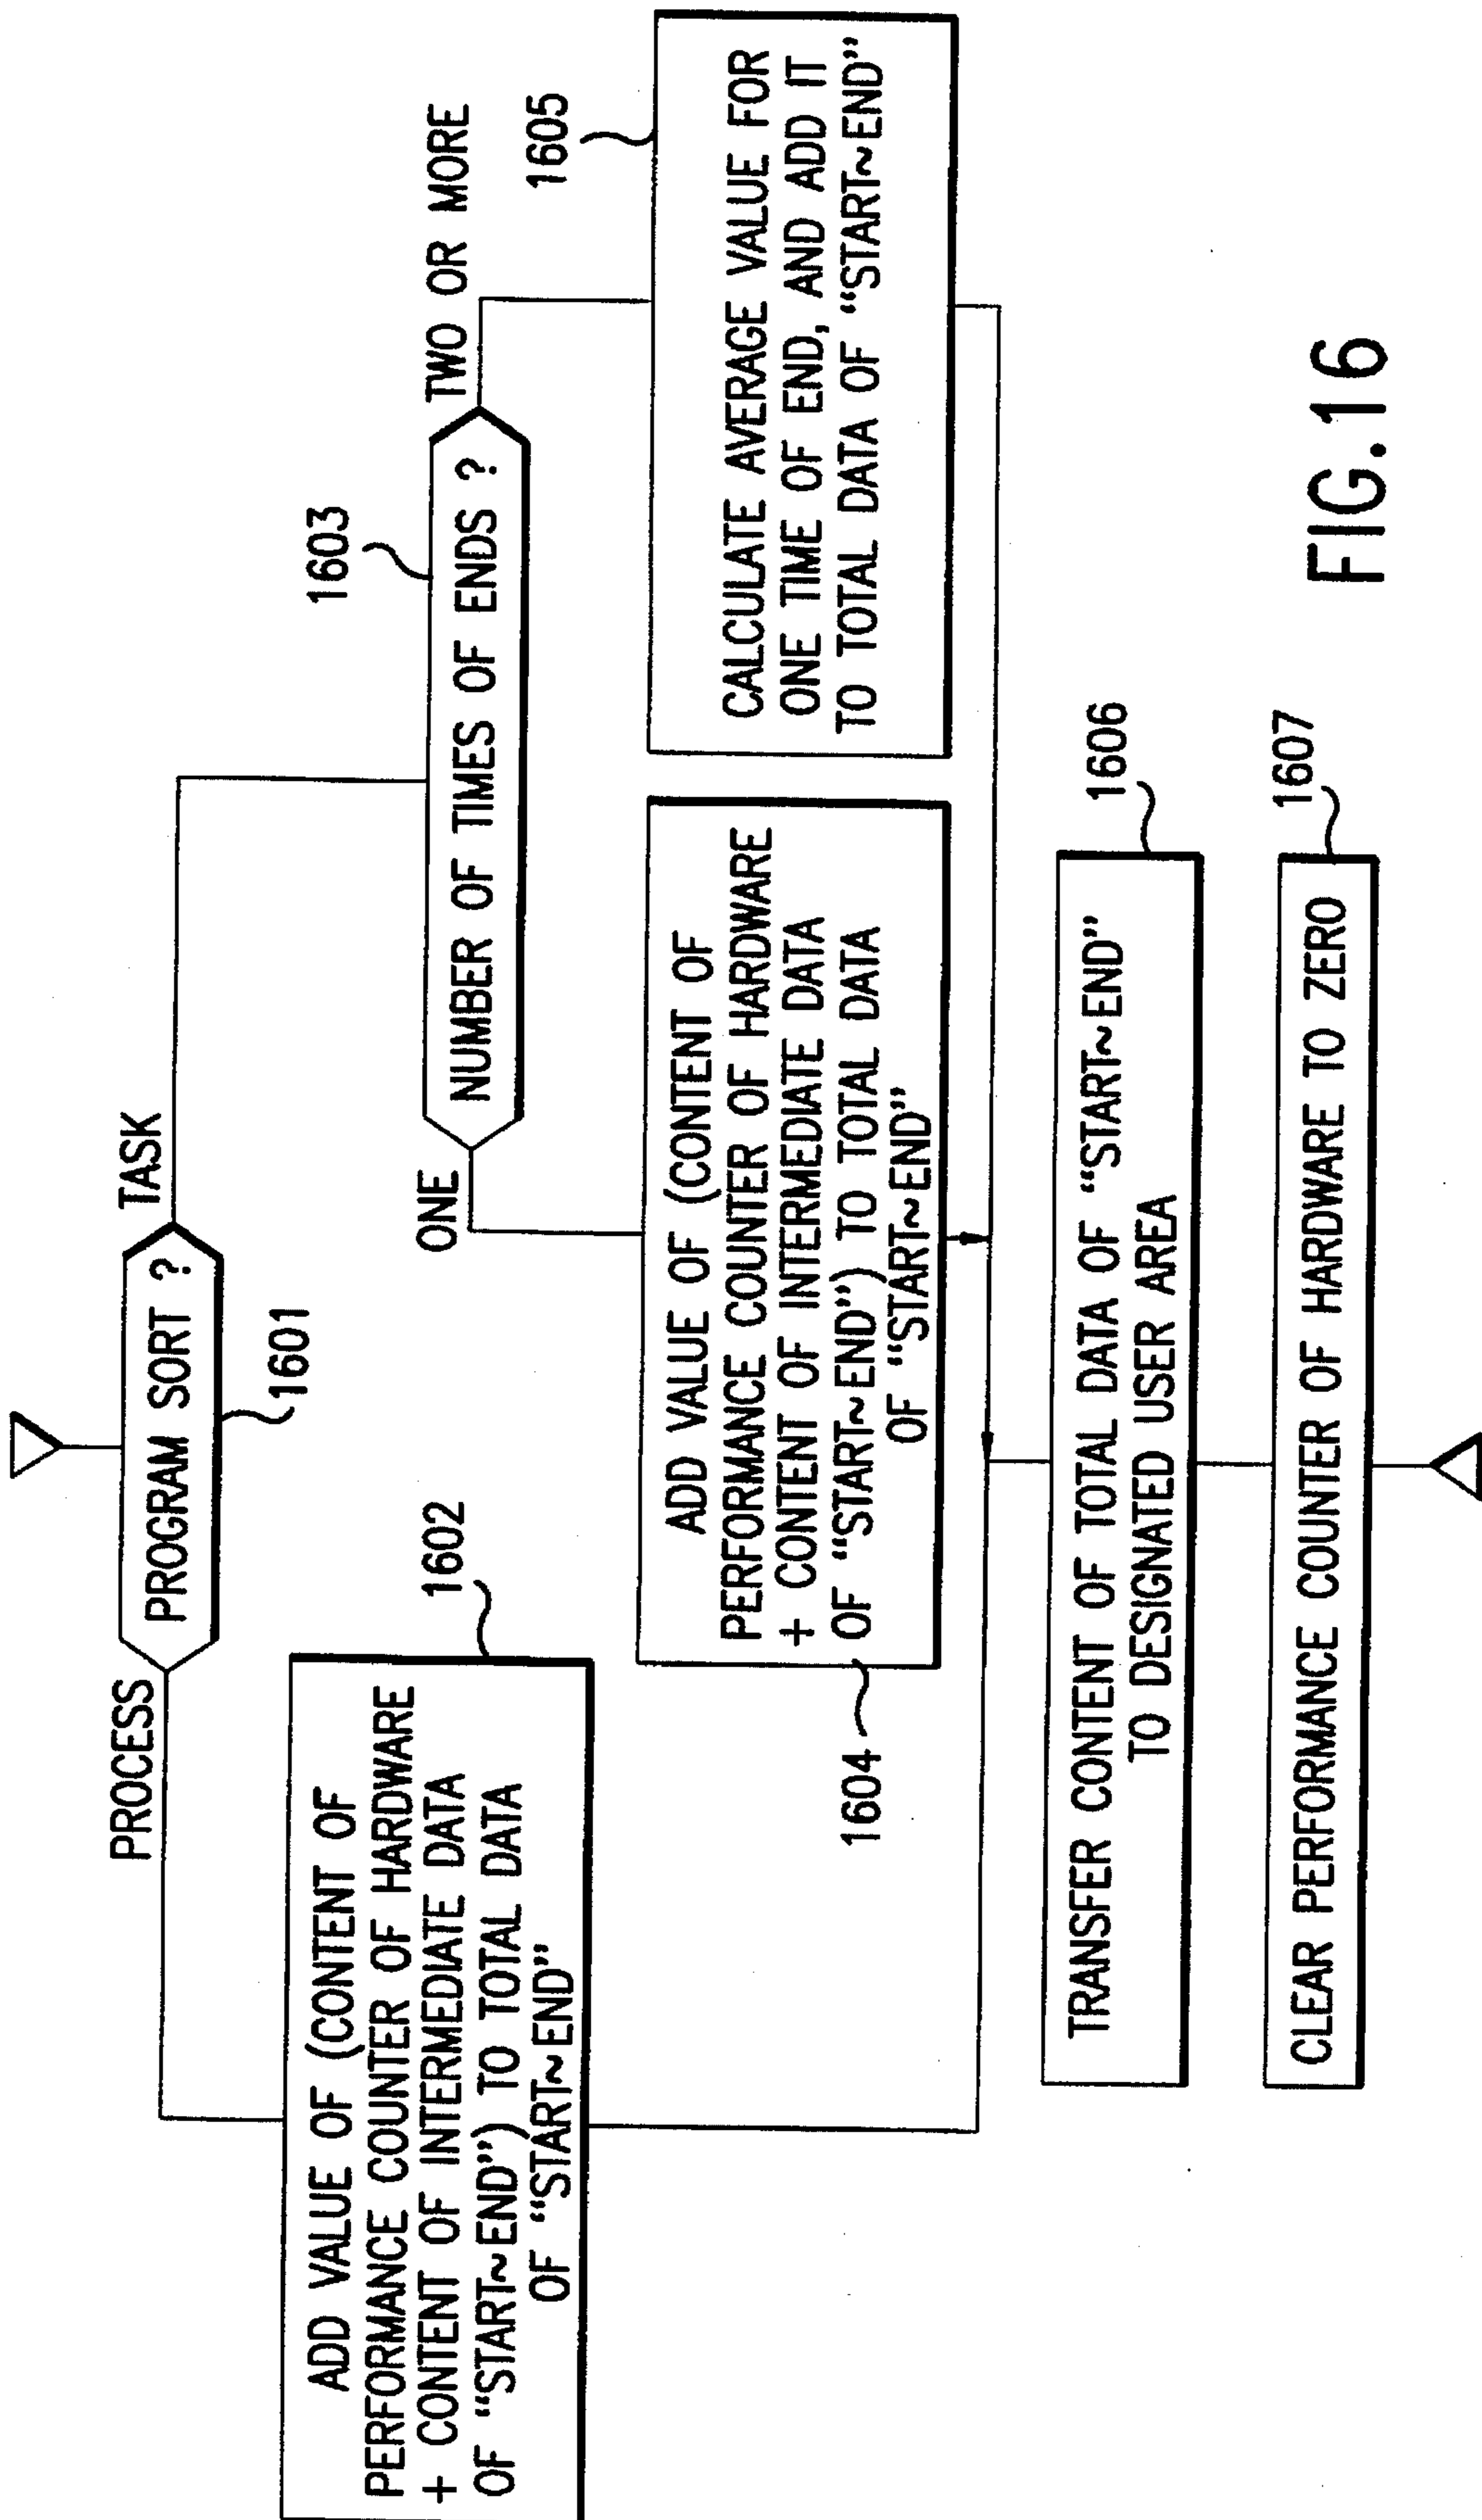 PROGRAM SORT ?
1601
PROCESS
TASK
ADD VALUE OF (CONTENT OF
PERFORMANCE COUNTER OF HARDWARE
+ CONTENT OF INTERMEDIATE DATA
OF "START~END") TO TOTAL DATA
OF "START~END"
1602
NUMBER OF TIMES OF ENDS ?
1603
ONE
TWO OR MORE
ADD VALUE OF (CONTENT OF
PERFORMANCE COUNTER OF HARDWARE
+ CONTENT OF INTERMEDIATE DATA
OF "START~END") TO TOTAL DATA
OF "START~END"
1604
CALCULATE AVERAGE VALUE FOR
ONE TIME OF END, AND ADD IT
TO TOTAL DATA OF "START~END"
1605
TRANSFER CONTENT OF TOTAL DATA OF "START~END"
TO DESIGNATED USER AREA
1606
CLEAR PERFORMANCE COUNTER OF HARDWARE TO ZERO
1607
FIG.16